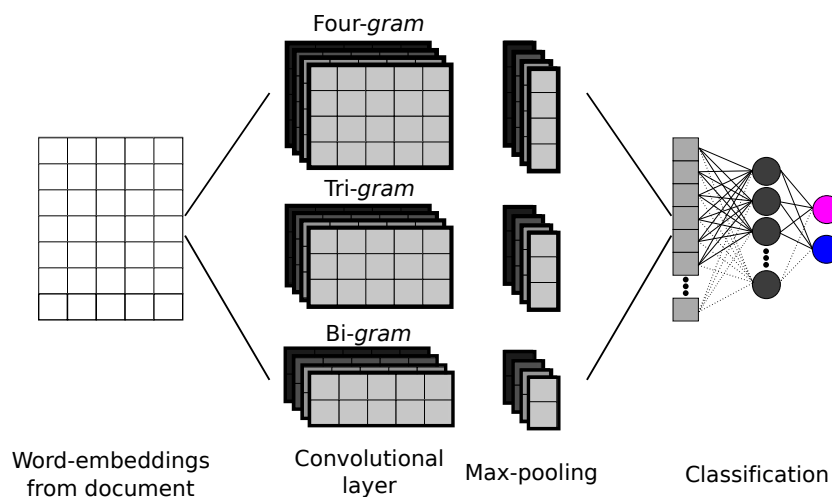 Four-gram
Tri-gram
Bi-gram
Word-embeddings
from document
Convolutional
layer
Max-pooling
Classification